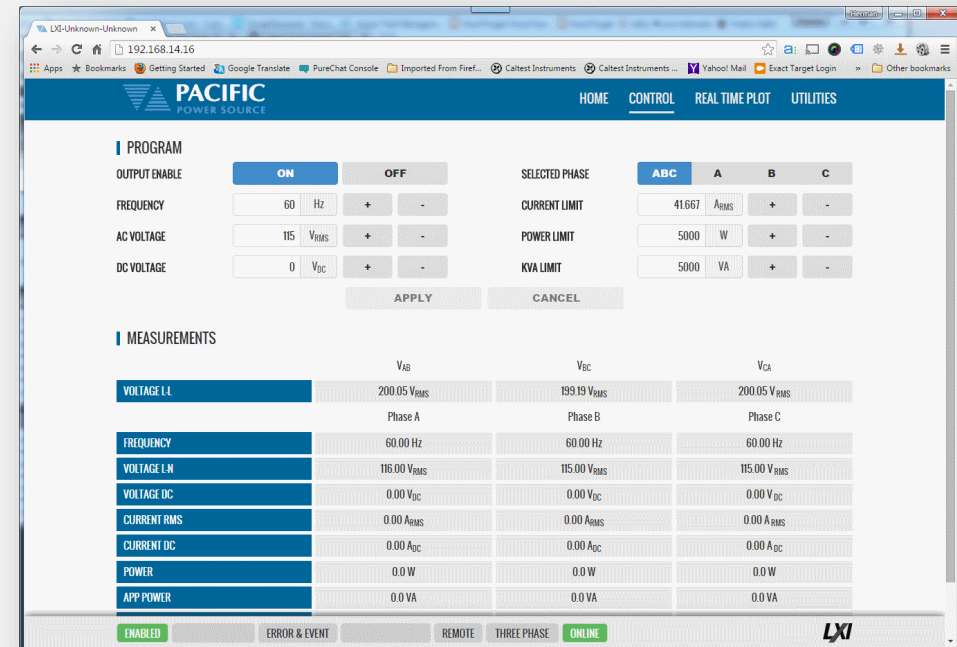 Herman
LXI-Unknown-Unknown ×
192.168.14.16
Apps Bookmarks Getting Started Google Translate PureChat Console Imported From Firef... Caltest Instruments Caltest Instruments ... Yahoo! Mail Exact Target Login » Other bookmarks
PACIFIC
POWER SOURCE
HOME CONTROL REAL TIME PLOT UTILITIES
PROGRAM
OUTPUT ENABLE ON OFF SELECTED PHASE ABC A B C
FREQUENCY 60 Hz + - CURRENT LIMIT 41.667 ARMS + -
AC VOLTAGE 115 VRMS + - POWER LIMIT 5000 W + -
DC VOLTAGE 0 VDC + - KVA LIMIT 5000 VA + -
APPLY CANCEL
MEASUREMENTS
VAB VBC VCA
VOLTAGE L-L 200.05 VRMS 199.19 VRMS 200.05 VRMS
Phase A Phase B Phase C
FREQUENCY 60.00 Hz 60.00 Hz 60.00 Hz
VOLTAGE L-N 116.00 VRMS 115.00 VRMS 115.00 VRMS
VOLTAGE DC 0.00 VDC 0.00 VDC 0.00 VDC
CURRENT RMS 0.00 ARMS 0.00 ARMS 0.00 ARMS
CURRENT DC 0.00 ADC 0.00 ADC 0.00 ADC
POWER 0.0 W 0.0 W 0.0 W
APP POWER 0.0 VA 0.0 VA 0.0 VA
ENABLED ERROR & EVENT REMOTE THREE PHASE ONLINE LXI